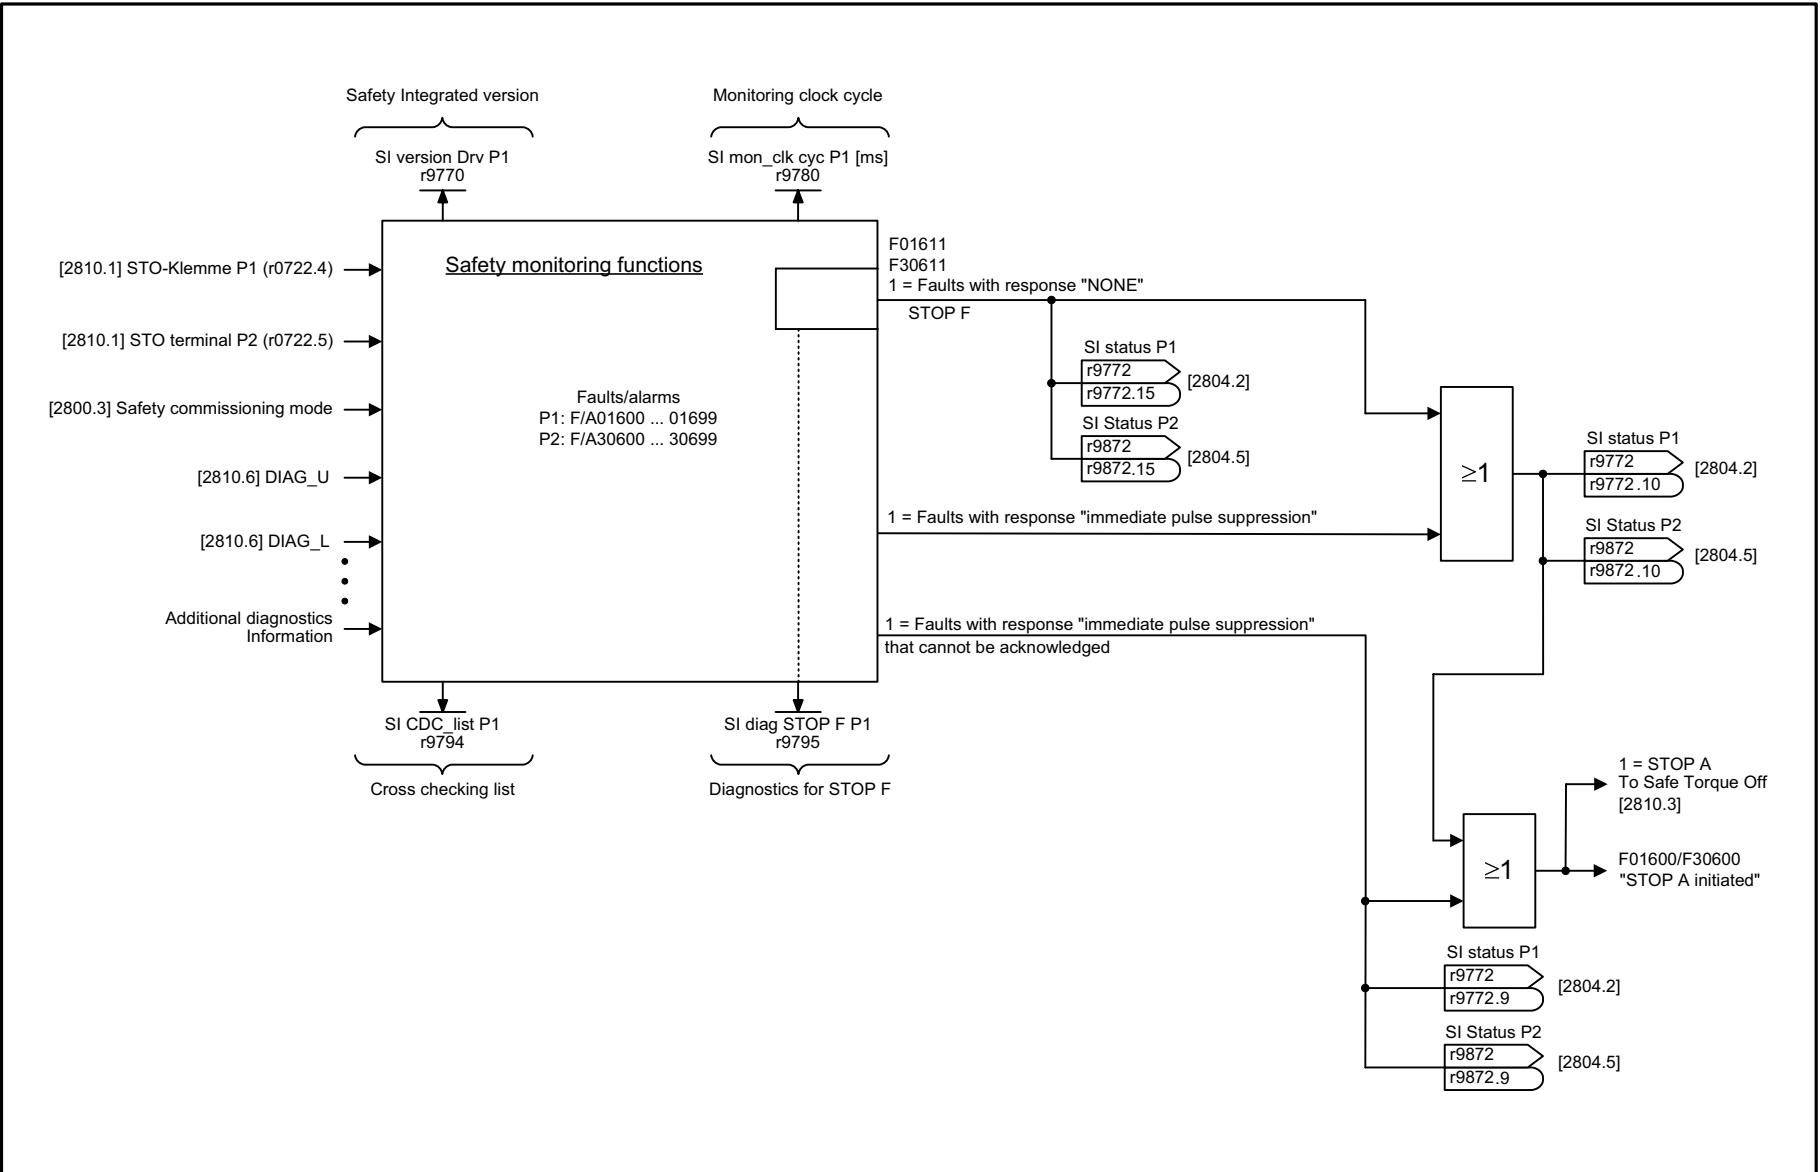 Safety Integrated version
Monitoring clock cycle
SI version Drv P1
r9770
SI mon_clk cyc P1 [ms]
r9780
[2810.1] STO-Klemme P1 (r0722.4)
[2810.1] STO terminal P2 (r0722.5)
[2800.3] Safety commissioning mode
[2810.6] DIAG_U
[2810.6] DIAG_L
Additional diagnostics
Information
Safety monitoring functions
Faults/alarms
P1: F/A01600 ... 01699
P2: F/A30600 ... 30699
F01611
F30611
1 = Faults with response "NONE"
STOP F
SI status P1
r9772
r9772.15
[2804.2]
SI Status P2
r9872
r9872.15
[2804.5]
1 = Faults with response "immediate pulse suppression"
≥1
SI status P1
r9772
r9772.10
[2804.2]
SI Status P2
r9872
r9872.10
[2804.5]
1 = Faults with response "immediate pulse suppression"
that cannot be acknowledged
SI CDC_list P1
r9794
Cross checking list
SI diag STOP F P1
r9795
Diagnostics for STOP F
≥1
1 = STOP A
To Safe Torque Off
[2810.3]
F01600/F30600
"STOP A initiated"
SI status P1
r9772
r9772.9
[2804.2]
SI Status P2
r9872
r9872.9
[2804.5]